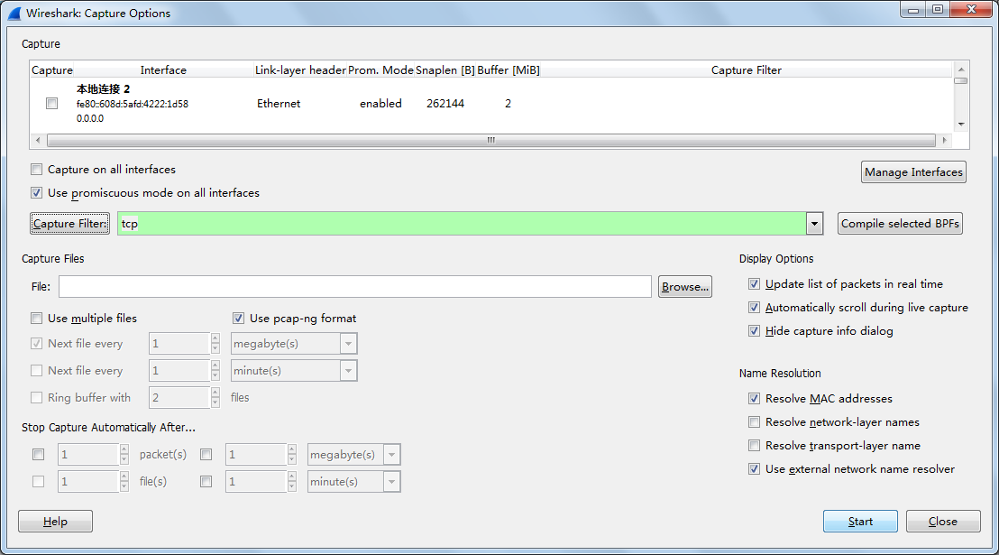 Wireshark: Capture Options
Capture
Capture Interface Link-layer header Prom. Mode Snaplen [B] Buffer [MiB] Capture Filter
本地连接 2
fe80::608d:5afd:4222:1d58
Ethernet enabled 262144 2
0.0.0.0
Capture on all interfaces
Manage Interfaces
Use promiscuous mode on all interfaces
Capture Filter: tcp Compile selected BPFs
Capture Files
File: Browse...
Use multiple files Use pcap-ng format
Next file every 1 megabyte(s)
Next file every 1 minute(s)
Ring buffer with 2 files
Stop Capture Automatically After...
1 packet(s) 1 megabyte(s)
1 file(s) 1 minute(s)
Display Options
Update list of packets in real time
Automatically scroll during live capture
Hide capture info dialog
Name Resolution
Resolve MAC addresses
Resolve network-layer names
Resolve transport-layer name
Use external network name resolver
Help Start Close